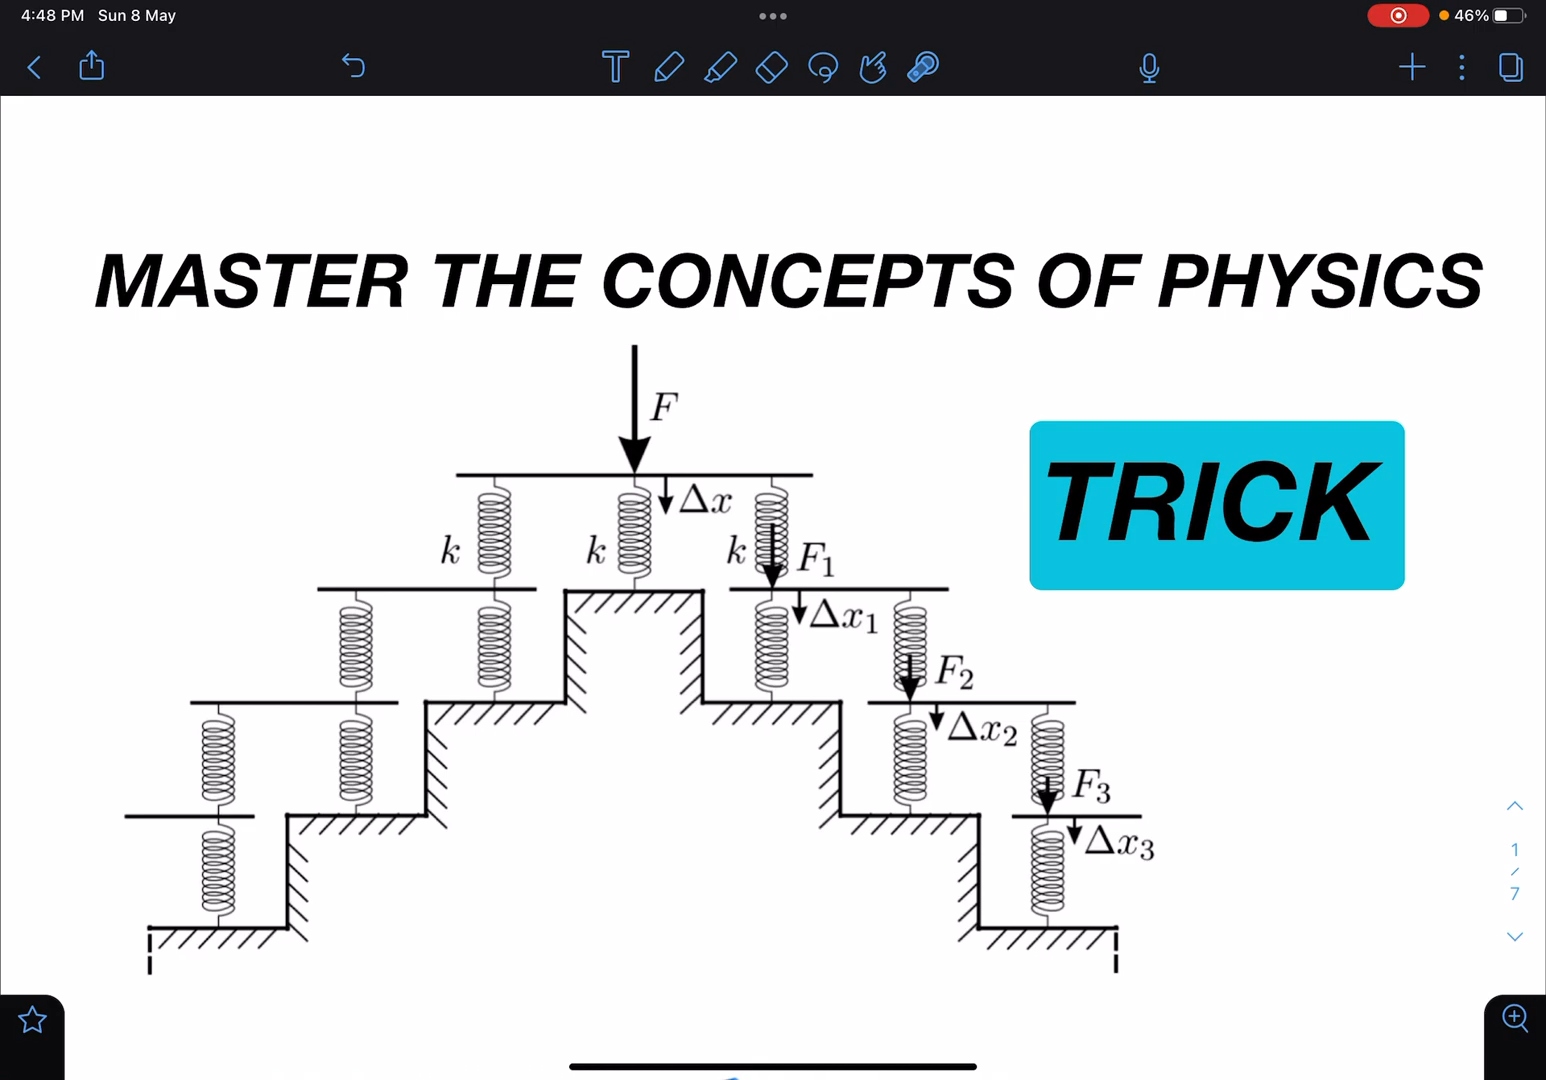 4:48 PM Sun 8 May
46%
T
MASTER THE CONCEPTS OF PHYSICS
F
Δx
TRICK
k k k F₁
Δx₁
F₂
Δx₂
F₃
Δx₃
1
/
7